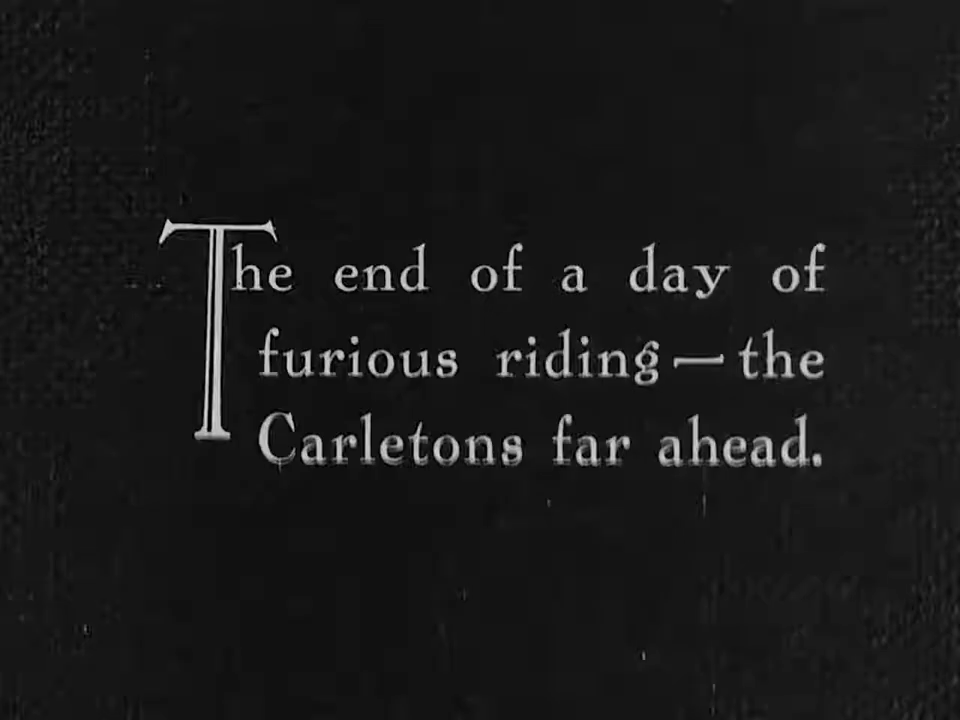 The end of a day of
furious riding — the
Carletons far ahead.